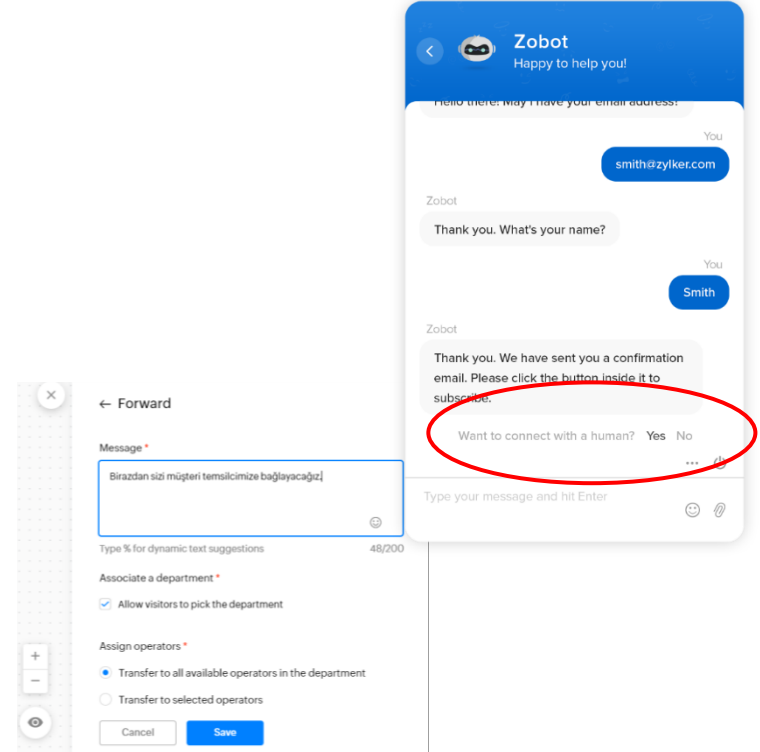 Zobot
Happy to help you!
Hello there! May I have your email address?
You
smith@zylker.com
Zobot
Thank you. What's your name?
You
Smith
Zobot
Thank you. We have sent you a confirmation
email. Please click the button inside it to
subscribe.
Want to connect with a human? Yes No
Type your message and hit Enter
← Forward
Message *
Birazdan sizi müşteri temsilcimize bağlayacağız.
Type % for dynamic text suggestions 48/200
Associate a department *
Allow visitors to pick the department
Assign operators *
Transfer to all available operators in the department
Transfer to selected operators
Cancel Save